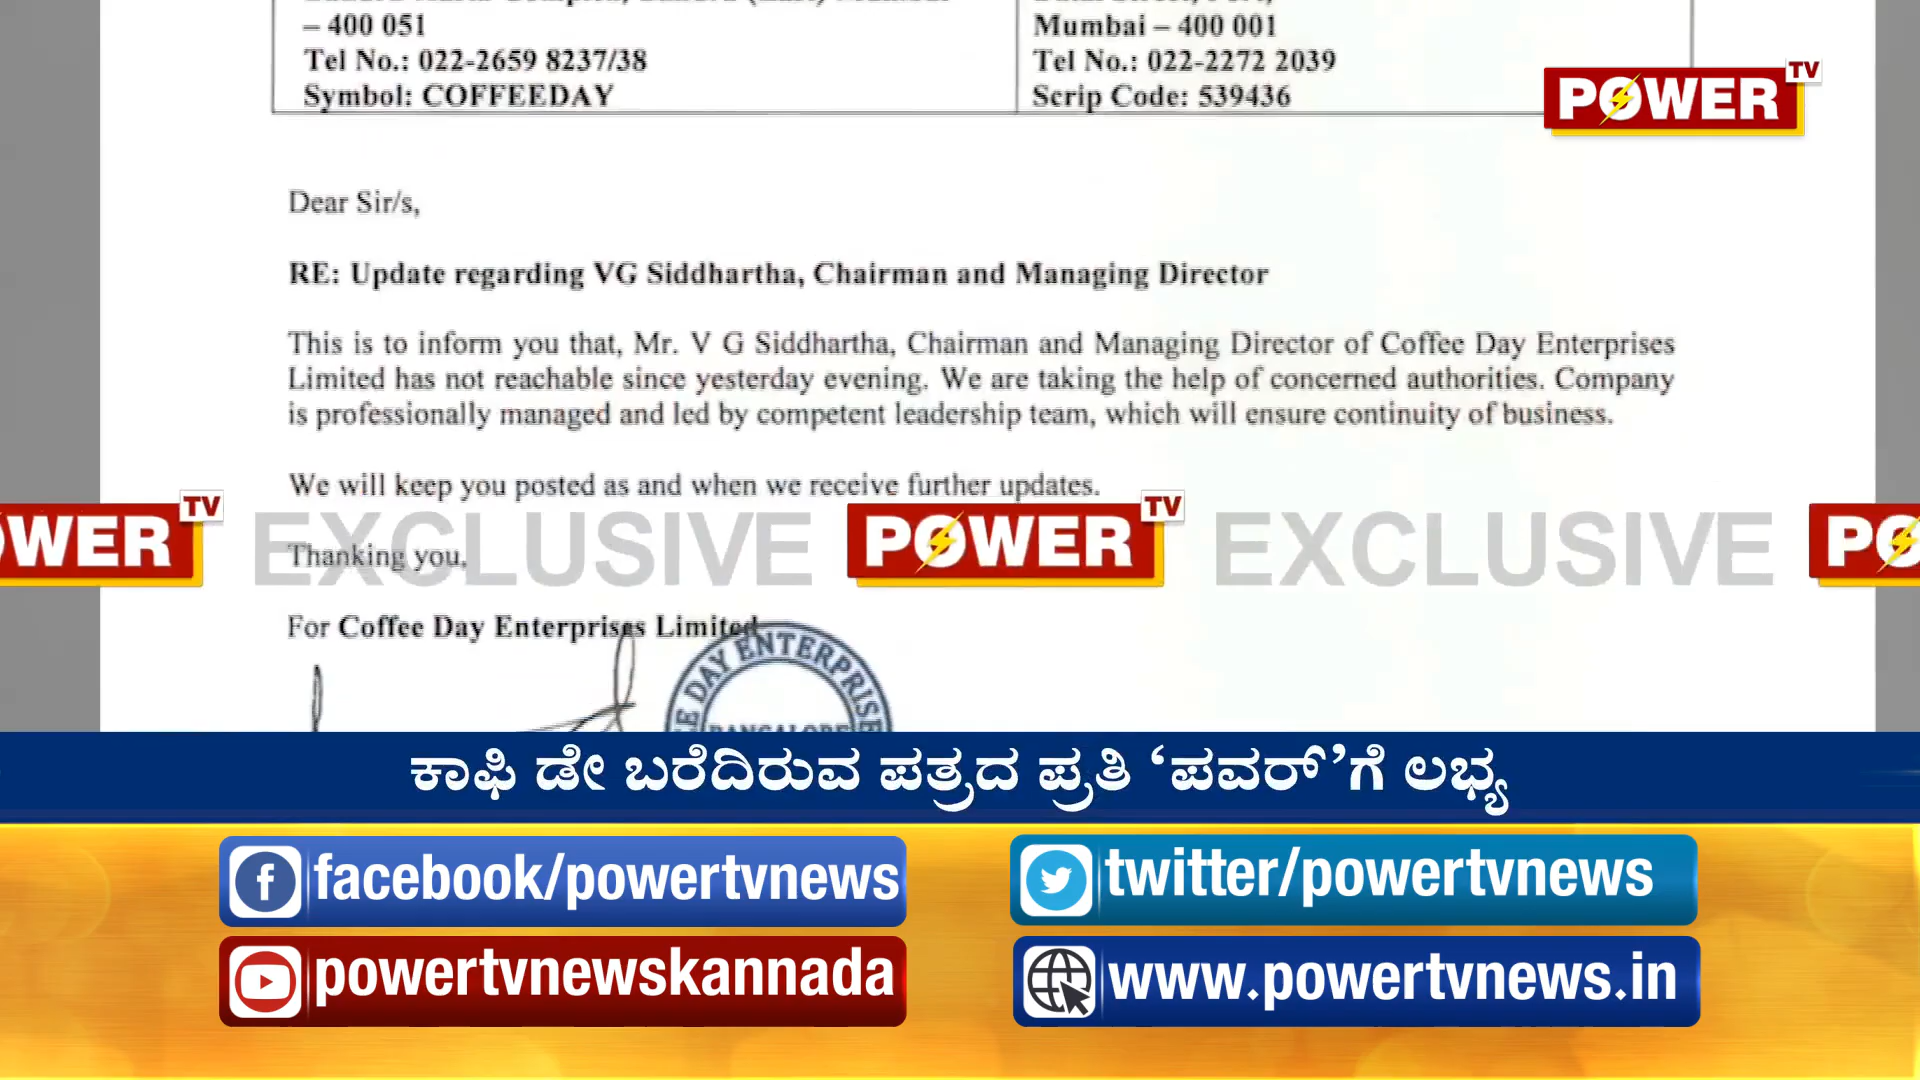 – 400 051
Tel No.: 022-2659 8237/38
Symbol: COFFEEDAY
Mumbai – 400 001
Tel No.: 022-2272 2039
Scrip Code: 539436
POWER TV
Dear Sir/s,
RE: Update regarding VG Siddhartha, Chairman and Managing Director
This is to inform you that, Mr. V G Siddhartha, Chairman and Managing Director of Coffee Day Enterprises
Limited has not reachable since yesterday evening. We are taking the help of concerned authorities. Company
is professionally managed and led by competent leadership team, which will ensure continuity of business.
We will keep you posted as and when we receive further updates.
OWER TV EXCLUSIVE POWER TV EXCLUSIVE PO
Thanking you,
For Coffee Day Enterprises Limited
DAY ENTERPRISE
BANGALORE
ಕಾಫಿ ಡೇ ಬರೆದಿರುವ ಪತ್ರದ ಪ್ರತಿ ‘ಪವರ್’ಗೆ ಲಭ್ಯ
facebook/powertvnews
twitter/powertvnews
powertvnewskannada
www.powertvnews.in